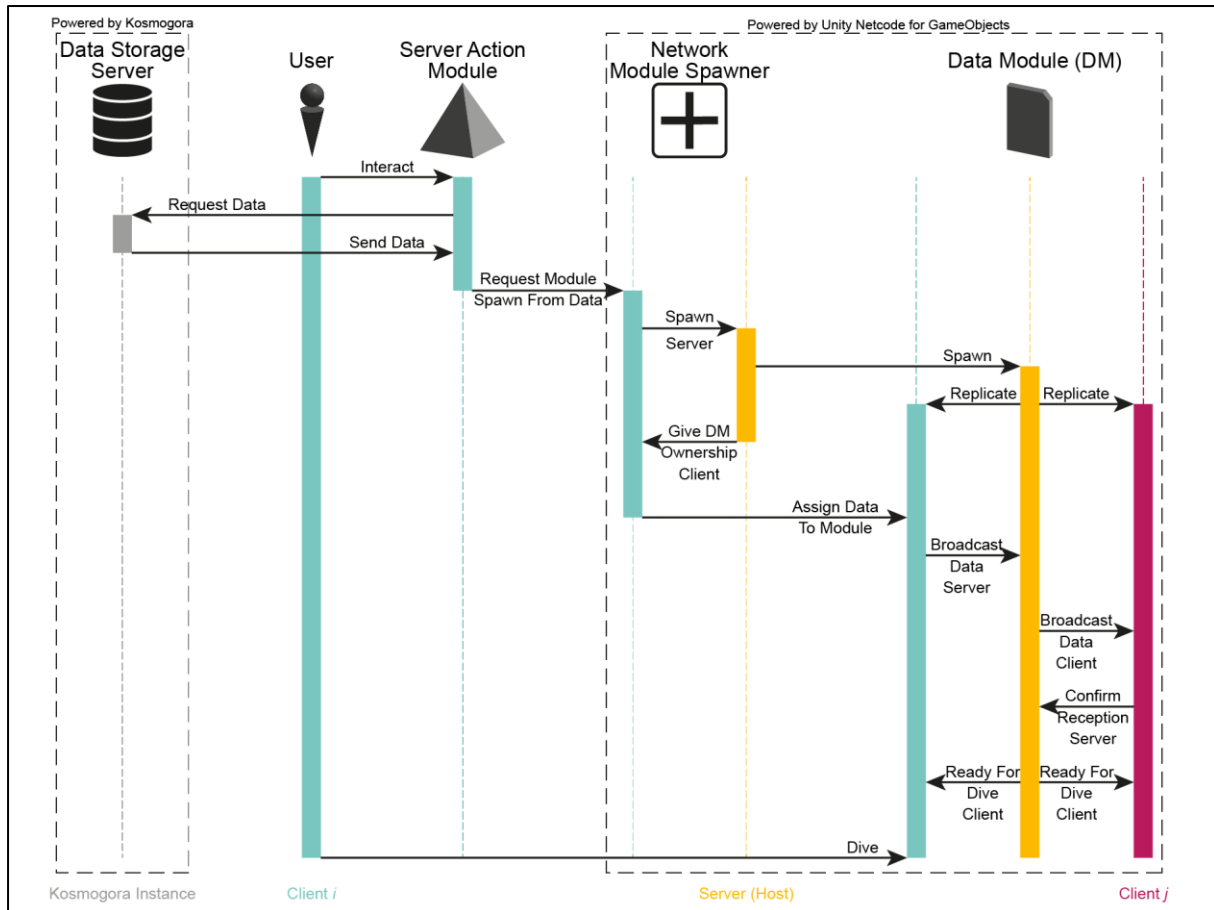 Powered by Kosmogora
Powered by Unity Netcode for GameObjects
Data Storage
Server
User
Server Action
Module
Network
Module Spawner
Data Module (DM)
Interact
Request Data
Send Data
Request Module
Spawn From Data
Spawn
Server
Spawn
Replicate
Replicate
Give DM
Ownership
Client
Assign Data
To Module
Broadcast
Data
Server
Broadcast
Data
Client
Confirm
Reception
Server
Ready For
Dive
Client
Ready For
Dive
Client
Dive
Kosmogora Instance
Client i
Server (Host)
Client j